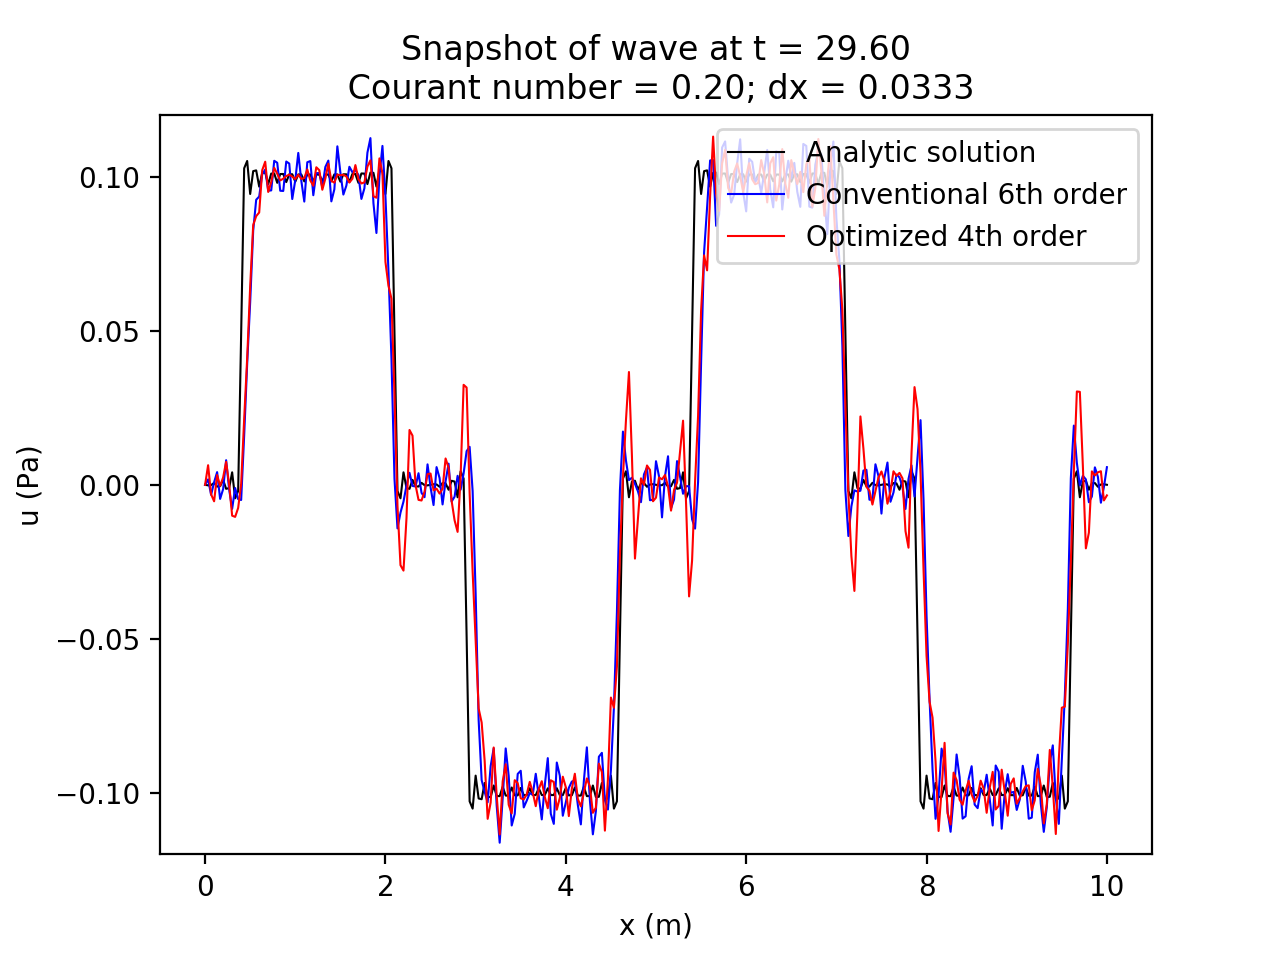 Snapshot of wave at t = 29.60
Courant number = 0.20; dx = 0.0333
Analytic solution
Conventional 6th order
Optimized 4th order
0.10
0.05
0.00
−0.05
−0.10
u (Pa)
0 2 4 6 8 10
x (m)